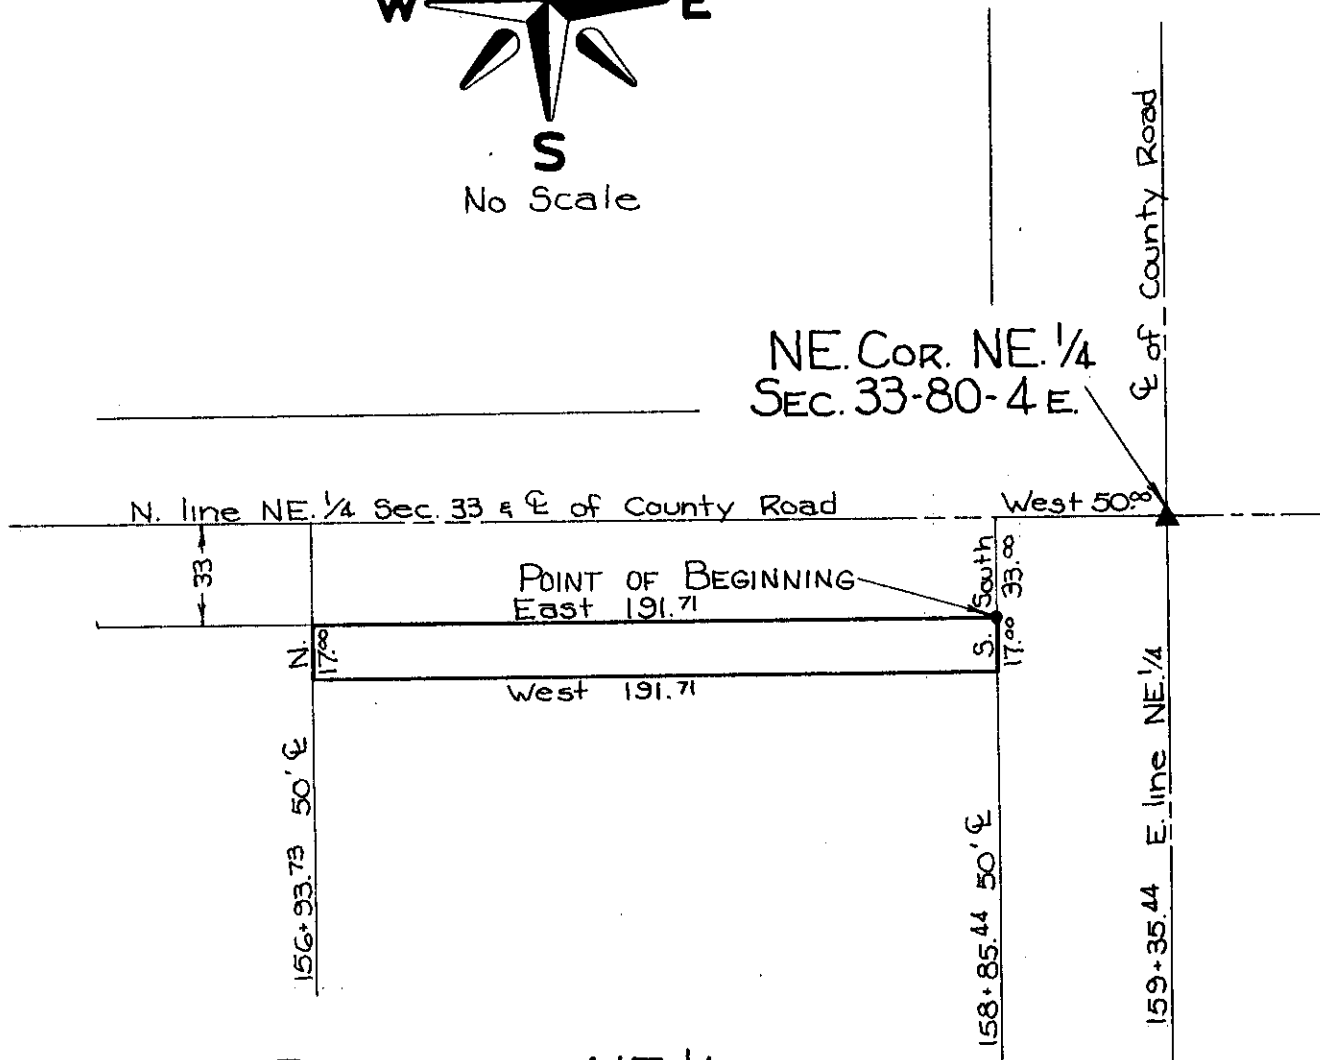 W
E
S
No Scale
℄ of County Road
NE. COR. NE. 1/4
SEC. 33-80-4 E.
N. line NE. 1/4 Sec. 33 & ℄ of County Road
West 50.00
33
South 33.00
POINT OF BEGINNING
East 191.71
N. 17.00
S. 17.00
West 191.71
156+93.73 50' ℄
158+85.44 50' ℄
159+35.44 E. line NE. 1/4